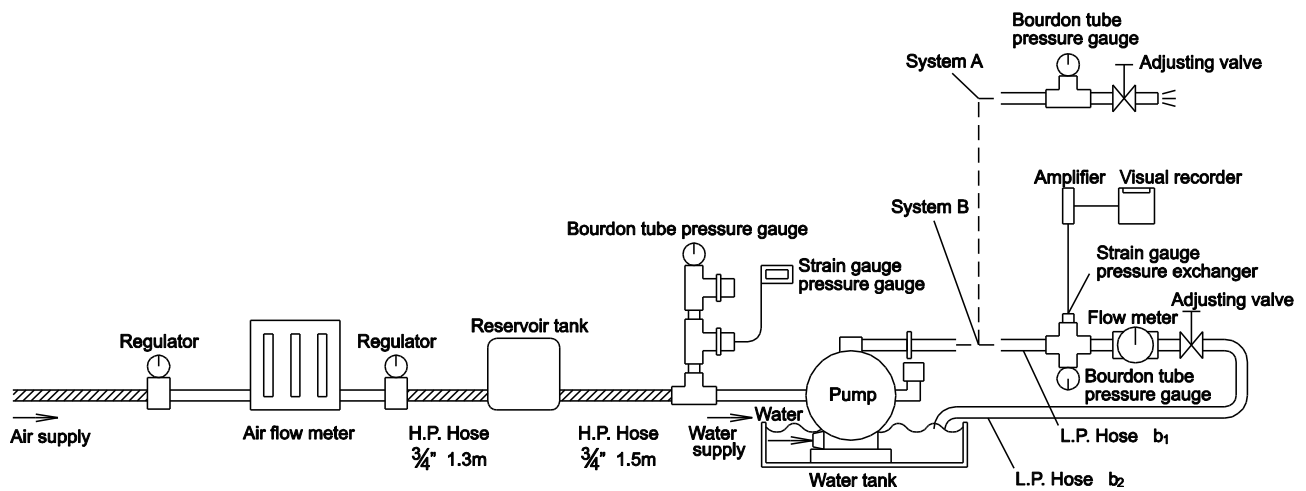 Bourdon tube
pressure gauge
System A
Adjusting valve
Amplifier
Visual recorder
System B
Bourdon tube pressure gauge
Strain gauge
pressure gauge
Strain gauge
pressure exchanger
Adjusting valve
Flow meter
Reservoir tank
Regulator
Regulator
Pump
Bourdon tube
pressure gauge
Air supply
Air flow meter
H.P. Hose
3/4" 1.3m
H.P. Hose
3/4" 1.5m
Water
supply
Water
Water tank
L.P. Hose b1
L.P. Hose b2